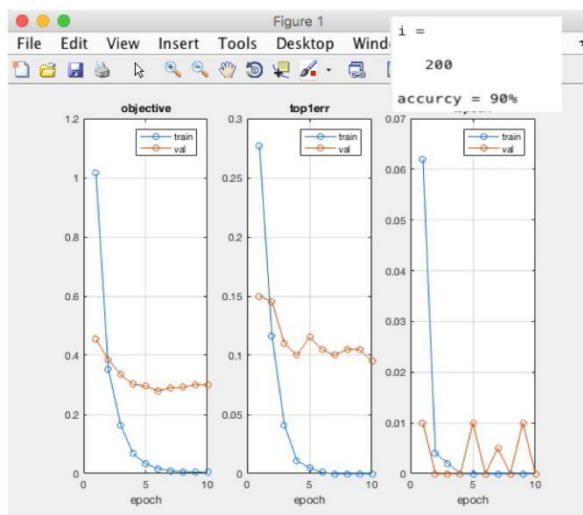 Figure 1
File Edit View Insert Tools Desktop Wind
i =
200
accurcy = 90%
objective
train
val
1.2
1
0.8
0.6
0.4
0.2
0
0 5 10
epoch
top1err
train
val
0.3
0.25
0.2
0.15
0.1
0.05
0
0 5 10
epoch
train
val
0.07
0.06
0.05
0.04
0.03
0.02
0.01
0
0 5 10
epoch